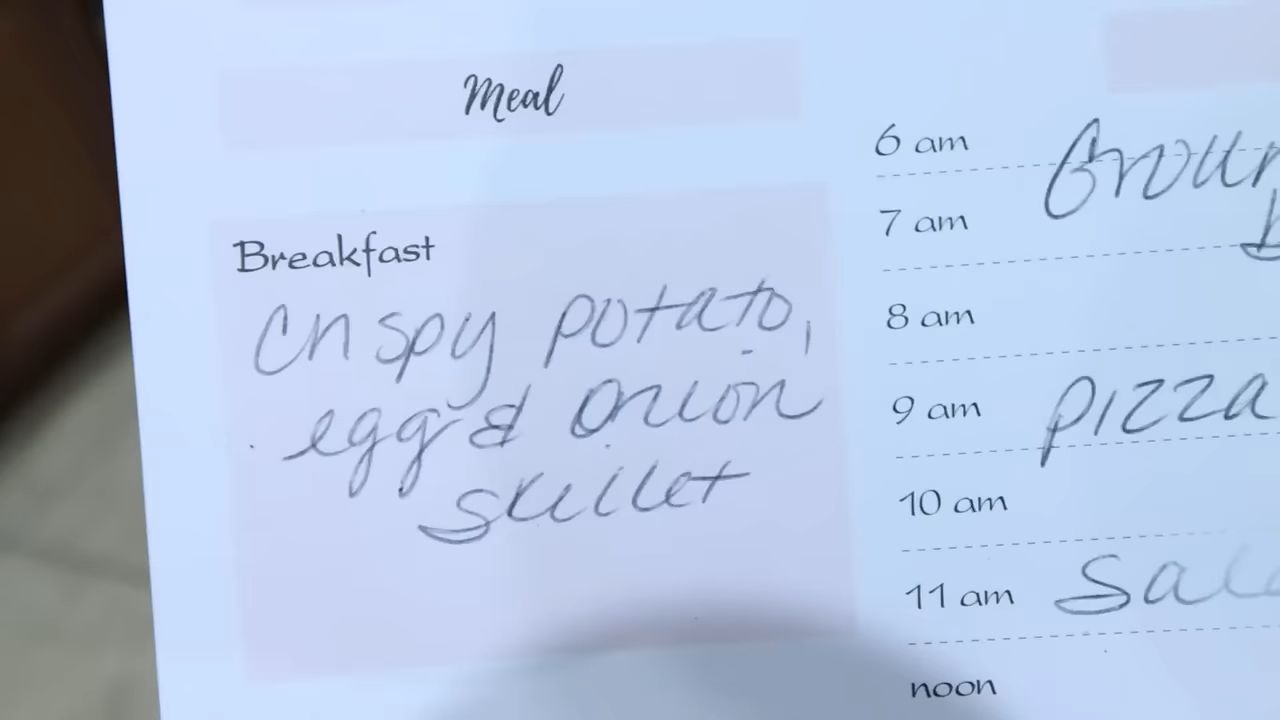 Meal
Breakfast
Crispy potato,
egg & onion
skillet
6 am
7 am
8 am
9 am
pizza
10 am
11 am
noon